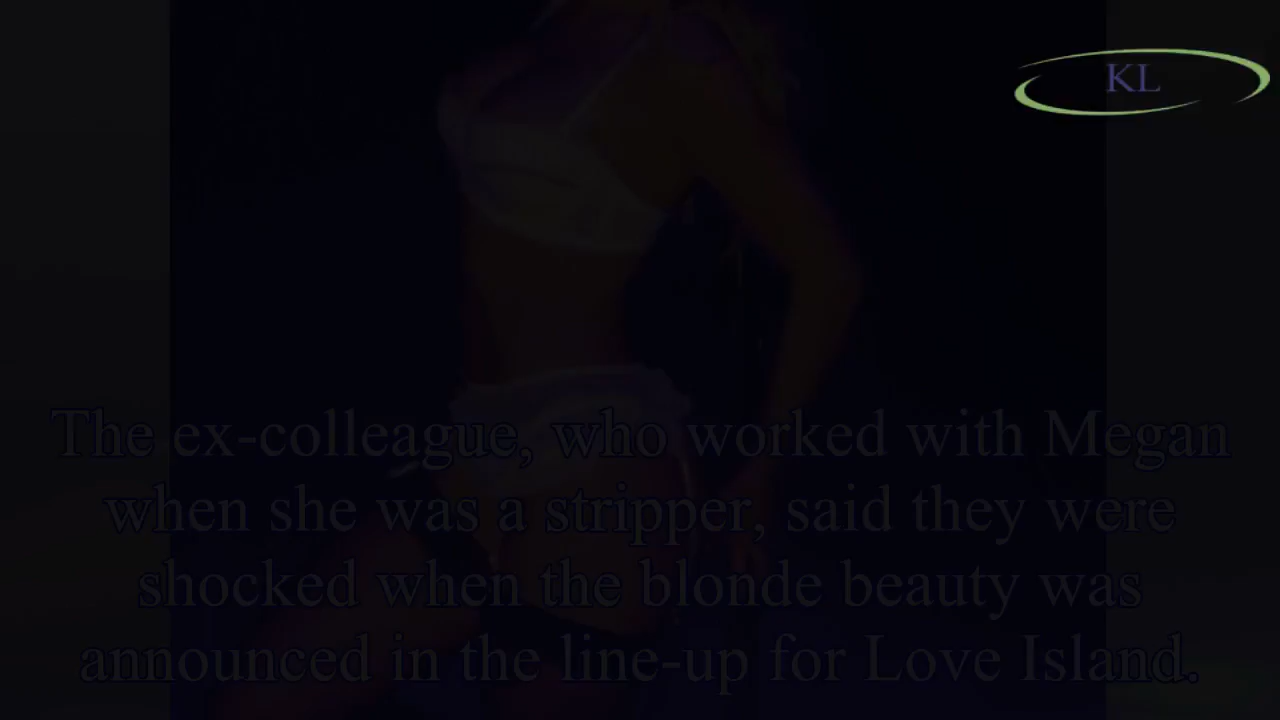 KL
The ex-colleague, who worked with Megan
when she was a stripper, said they were
shocked when the blonde beauty was
announced in the line-up for Love Island.